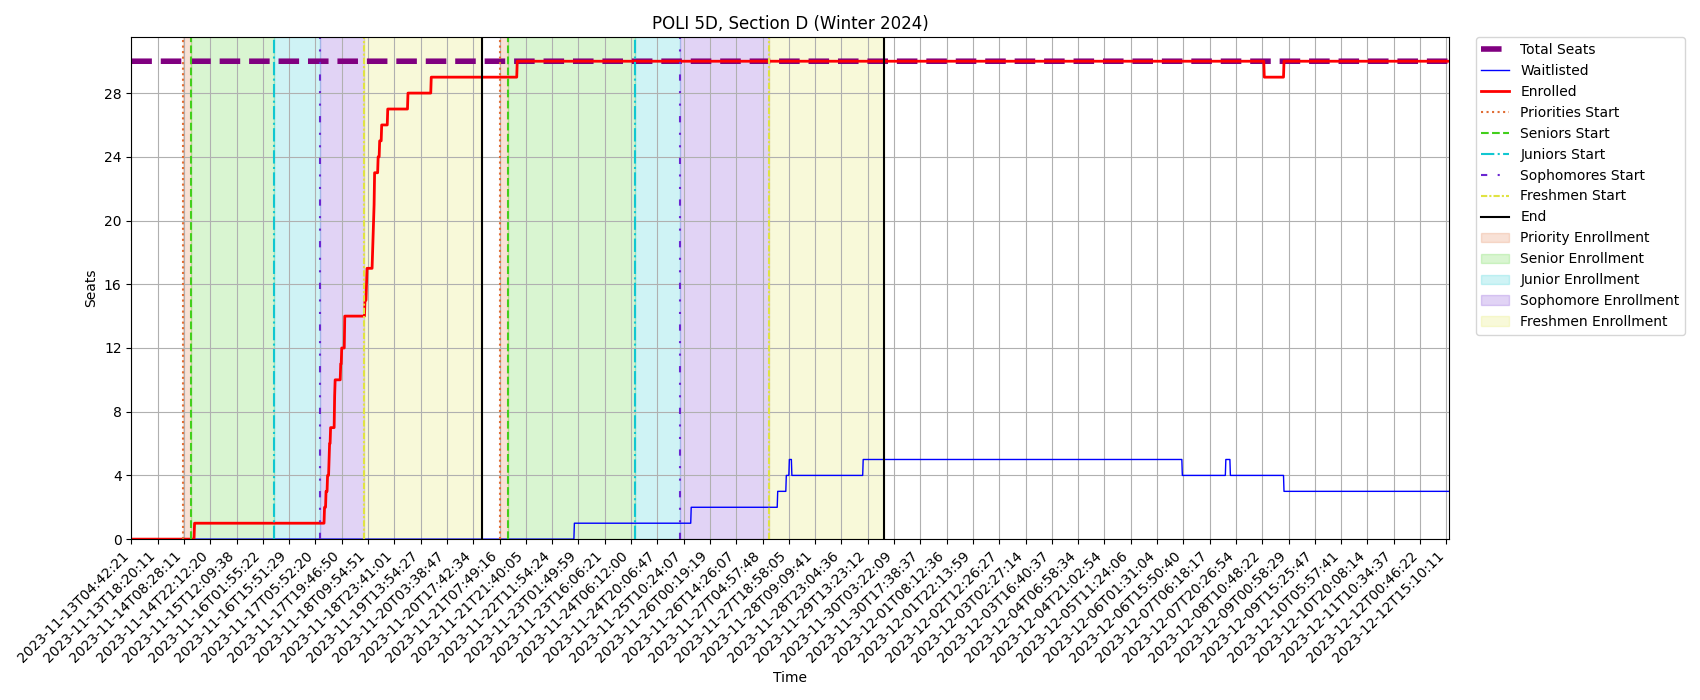 POLI 5D, Section D (Winter 2024)
Seats
28
24
20
16
12
8
4
0
2023-11-13T04:42:21
2023-11-13T18:20:11
2023-11-14T08:28:11
2023-11-14T22:12:20
2023-11-15T12:09:38
2023-11-16T01:55:22
2023-11-16T15:51:29
2023-11-17T05:52:20
2023-11-17T19:46:50
2023-11-18T09:54:51
2023-11-18T23:41:01
2023-11-19T13:54:27
2023-11-20T03:38:47
2023-11-20T17:42:34
2023-11-21T07:49:16
2023-11-21T21:40:05
2023-11-22T11:54:24
2023-11-23T01:49:59
2023-11-23T16:06:21
2023-11-24T06:12:00
2023-11-24T20:06:47
2023-11-25T10:24:07
2023-11-26T00:19:19
2023-11-26T14:26:07
2023-11-27T04:57:48
2023-11-27T18:58:05
2023-11-28T09:09:41
2023-11-28T23:04:36
2023-11-29T13:23:12
2023-11-30T03:22:09
2023-11-30T17:38:37
2023-12-01T08:12:36
2023-12-01T22:13:59
2023-12-02T12:26:27
2023-12-03T02:27:14
2023-12-03T16:40:37
2023-12-04T06:58:34
2023-12-04T21:02:54
2023-12-05T11:24:06
2023-12-06T01:31:04
2023-12-06T15:50:40
2023-12-07T06:18:17
2023-12-07T20:26:54
2023-12-08T10:48:22
2023-12-09T00:58:29
2023-12-09T15:25:47
2023-12-10T05:57:41
2023-12-10T20:08:14
2023-12-11T10:34:37
2023-12-12T00:46:22
2023-12-12T15:10:11
Time
Total Seats
Waitlisted
Enrolled
Priorities Start
Seniors Start
Juniors Start
Sophomores Start
Freshmen Start
End
Priority Enrollment
Senior Enrollment
Junior Enrollment
Sophomore Enrollment
Freshmen Enrollment